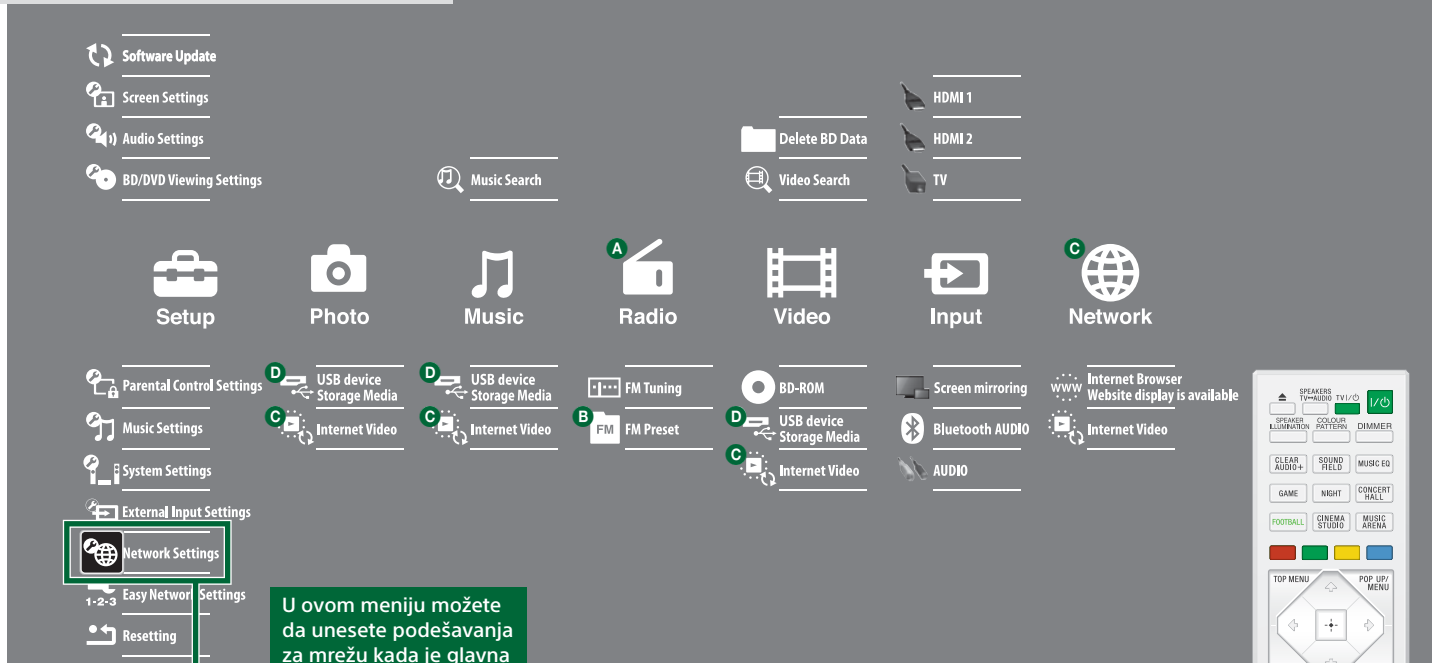 Software Update
Screen Settings
Audio Settings
BD/DVD Viewing Settings
Music Search
Delete BD Data
Video Search
HDMI 1
HDMI 2
TV
A
C
Setup
Photo
Music
Radio
Video
Input
Network
Parental Control Settings
Music Settings
System Settings
External Input Settings
Network Settings
1-2-3 Easy Network Settings
Resetting
D USB device
Storage Media
C Internet Video
D USB device
Storage Media
C Internet Video
FM Tuning
B FM FM Preset
BD-ROM
D USB device
Storage Media
C Internet Video
Screen mirroring
Bluetooth AUDIO
AUDIO
www Internet Browser
Website display is available
Internet Video
U ovom meniju možete
da unesete podešavanja
za mrežu kada je glavna
SPEAKERS
TV↔AUDIO TV I/⏻ I/⏻
SPEAKER ILLUMINATION COLOUR PATTERN DIMMER
CLEAR AUDIO+ SOUND FIELD MUSIC EQ
GAME NIGHT CONCERT HALL
FOOTBALL CINEMA STUDIO MUSIC ARENA
TOP MENU POP UP/ MENU